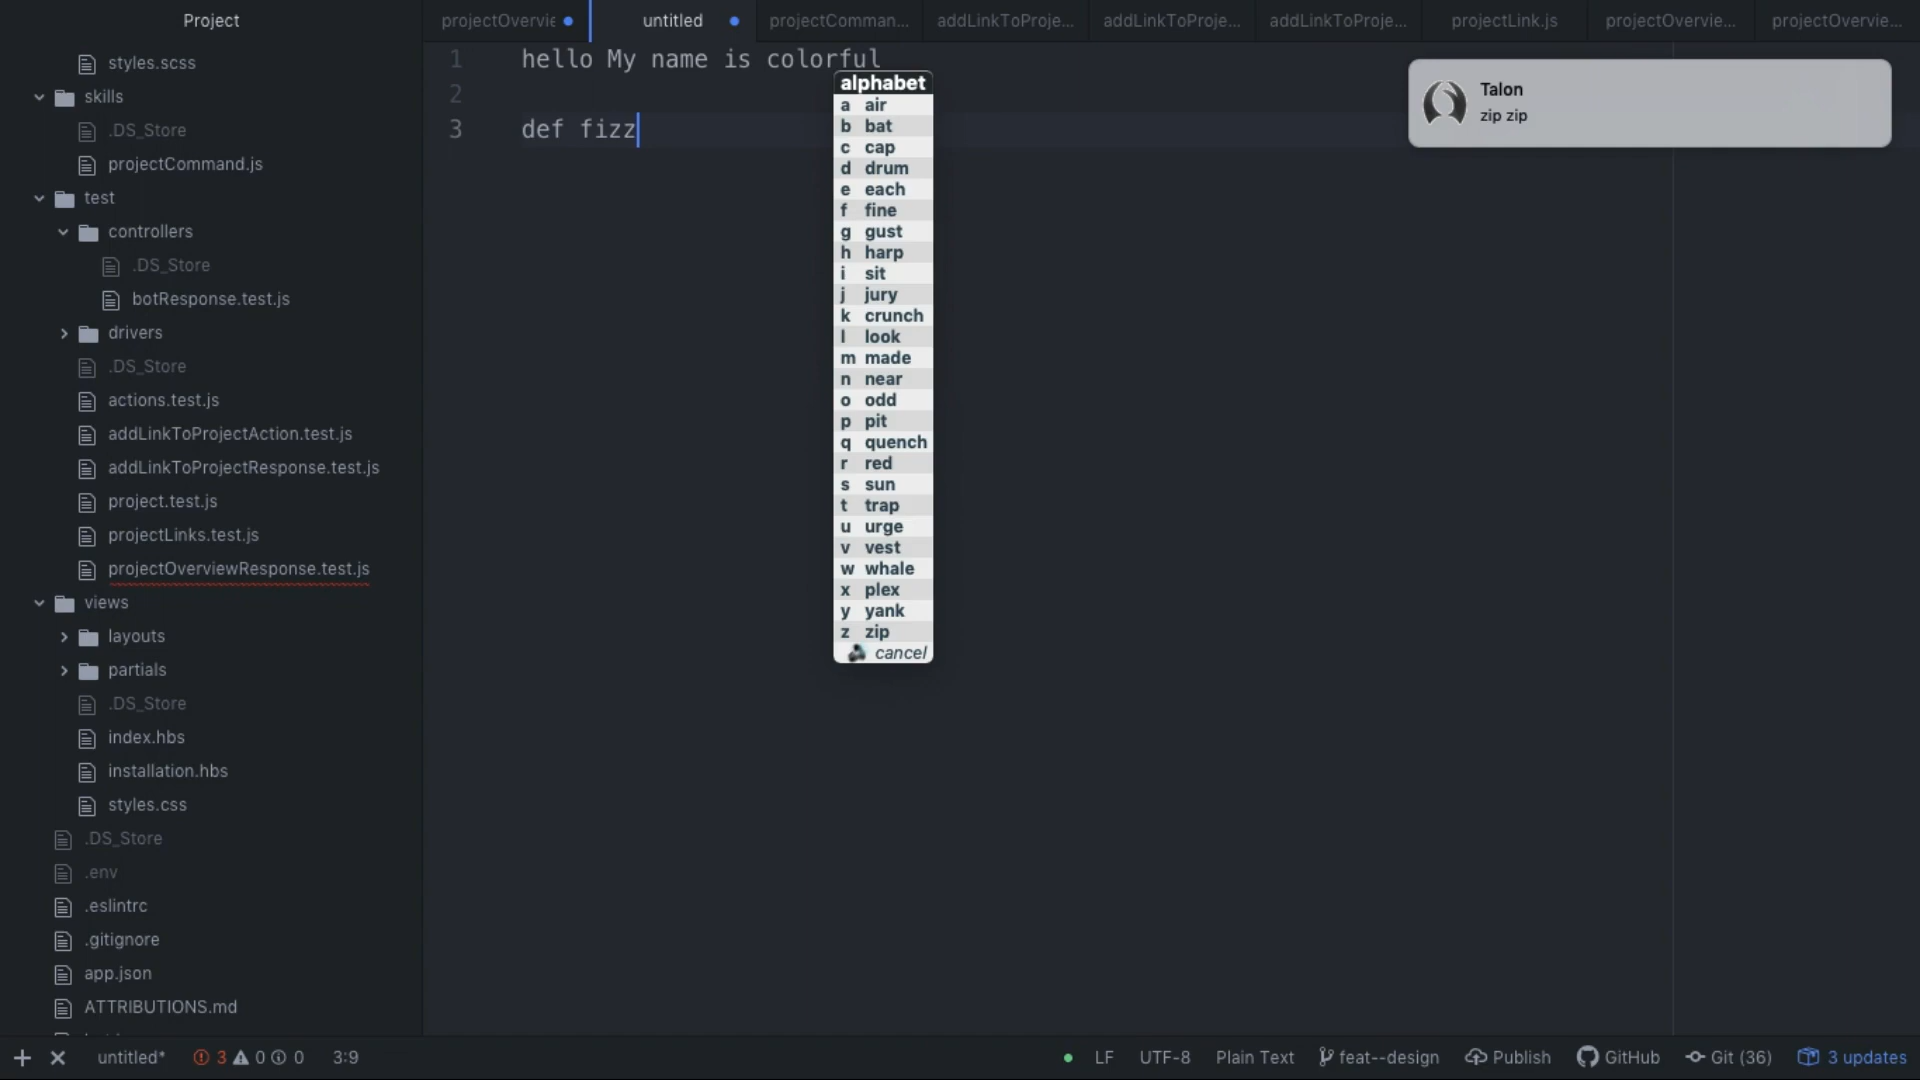 Project
styles.scss
skills
.DS_Store
projectCommand.js
test
controllers
.DS_Store
botResponse.test.js
drivers
.DS_Store
actions.test.js
addLinkToProjectAction.test.js
addLinkToProjectResponse.test.js
project.test.js
projectLinks.test.js
projectOverviewResponse.test.js
views
layouts
partials
.DS_Store
index.hbs
installation.hbs
styles.css
.DS_Store
.env
.eslintrc
.gitignore
app.json
ATTRIBUTIONS.md
projectOvervie untitled projectComman... addLinkToProje... addLinkToProje... addLinkToProje... projectLink.js projectOvervie... projectOvervie...
1 hello My name is colorful
2
3 def fizz
alphabet
a air
b bat
c cap
d drum
e each
f fine
g gust
h harp
i sit
j jury
k crunch
l look
m made
n near
o odd
p pit
q quench
r red
s sun
t trap
u urge
v vest
w whale
x plex
y yank
z zip
cancel
Talon
zip zip
untitled* 3 0 0 3:9 LF UTF-8 Plain Text feat--design Publish GitHub Git (36) 3 updates